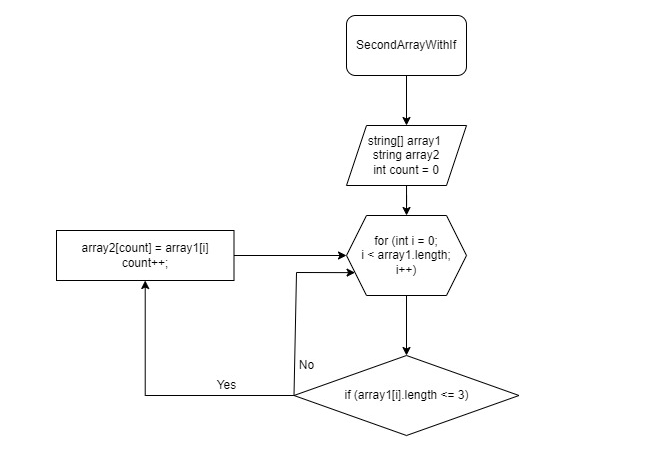 SecondArrayWithIf
string[] array1
string array2
int count = 0
array2[count] = array1[i]
count++;
for (int i = 0;
i < array1.length;
i++)
No
Yes
if (array1[i].length <= 3)